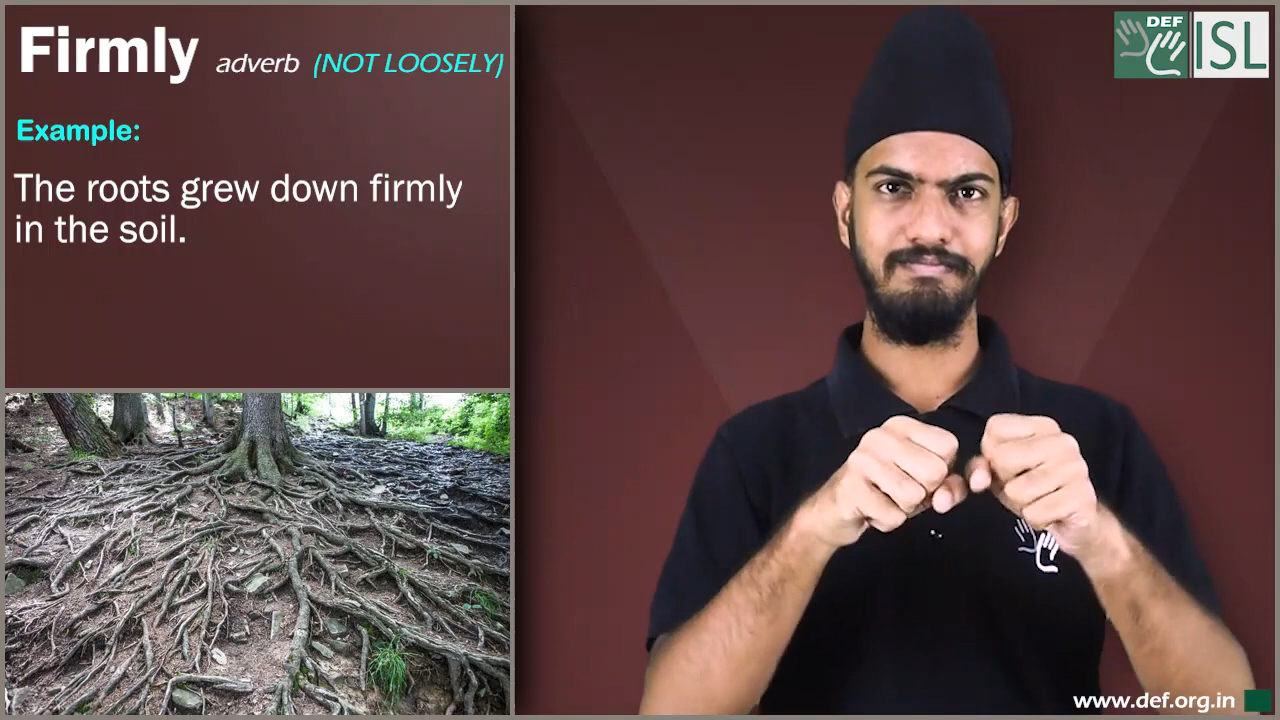 Firmly adverb (NOT LOOSELY)
Example:
The roots grew down firmly
in the soil.
DEF
ISL
www.def.org.in